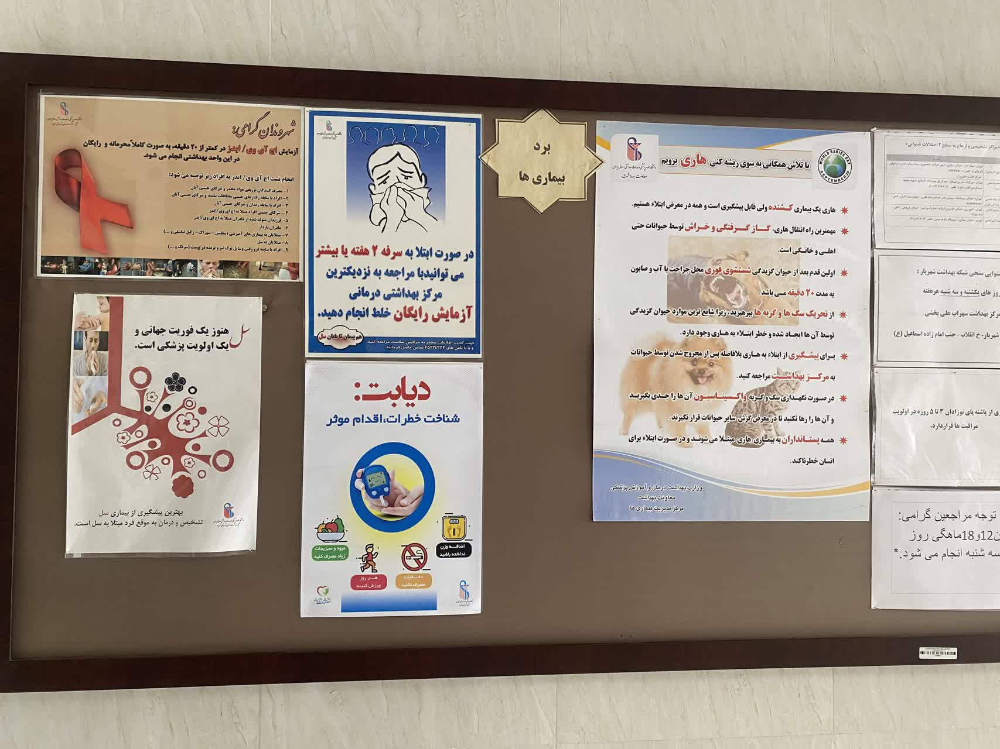 برد
بیماری ها
شهروندان گرامی:
آزمایش اچ آی وی/ ایدز در کمتر از ۲۰ دقیقه، به صورت کاملاً محرمانه و رایگان
در این واحد بهداشتی انجام می شود.
انجام تست اچ آی وی/ ایدز به افراد زیر توصیه می شود:
۱- مصرف کنندگان تزریقی مواد مخدر و شرکای جنسی آنان
۲- افراد با سابقه رفتارهای جنسی محافظت نشده و شرکای جنسی آنان
۳- افراد با سابقه زندان و شرکای جنسی آنان
۴- شرکای جنسی افراد مبتلا به اچ ای وی/ایدز
۵- فرزندان متولد شده از مادران مبتلا به اچ ای وی/ایدز
۶- مادران باردار
۷- مبتلایان به بیماری های آمیزشی (سفلیس- سوزاک- زگیل تناسلی و ...)
۸- مبتلایان به سل
۹- افراد با سابقه فرو رفتن وسایل نوک تیز و برنده در پوست (سرنگ و ...)
در صورت ابتلا به سرفه ۲ هفته یا بیشتر
می توانیدبا مراجعه به نزدیکترین
مرکز بهداشتی درمانی
آزمایش رایگان خلط انجام دهید.
هم پیمان تا پایان سل
جهت کسب اطلاعات بیشتر به مراقبین سلامت مراجعه کنید
و یا با تلفن های ۶۵۲۲۴۳۲۲ تماس حاصل فرمایید.
سل هنوز یک فوریت جهانی و
یک اولویت پزشکی است.
بهترین پیشگیری از بیماری سل
تشخیص و درمان به موقع فرد مبتلا به سل است.
دیابت:
شناخت خطرات،اقدام موثر
اضافه وزن
نداشته باشید
میوه و سبزیجات
زیاد مصرف کنید
دخانیات
مصرف نکنید
هر روز
ورزش کنید
WORLD RABIES DAY
SEPTEMBER 28
با تلاش همگانی به سوی ریشه کنی هاری برویم
معاونت بهداشت
هاری یک بیماری کشنده ولی قابل پیشگیری است و همه در معرض ابتلاء هستیم.
مهمترین راه انتقال هاری، گاز گرفتگی و خراش توسط حیوانات حتی
اهلی و خانگی است.
اولین قدم بعد از حیوان گزیدگی شستشوی فوری محل جراحت با آب و صابون
به مدت ۲۰ دقیقه می باشد.
از تحریک سگ ها و گربه ها بپرهیزید، زیرا شایع ترین موارد حیوان گزیدگی
توسط آن ها ایجاد شده و خطر ابتلاء به هاری وجود دارد.
برای پیشگیری از ابتلاء به هاری بلافاصله پس از مجروح شدن توسط حیوانات
به مرکز بهداشت مراجعه کنید.
در صورت نگهداری سگ و گربه واکسیناسیون آن ها را جدی بگیرید
و آن ها را رها نکنید تا در معرض گزش سایر حیوانات قرار نگیرند.
همه پستانداران به بیماری هاری مبتلا می شوند و در صورت ابتلاء برای
انسان خطرناکند.
وزارت بهداشت درمان و آموزش پزشکی
معاونت بهداشت
مرکز مدیریت بیماری ها
مراکز تشخیصی و ارجاع به سطح ۲ اختلالات شنوایی»
شنوایی سنجی شبکه بهداشت شهریار :
روز های یکشنبه و سه شنبه هرهفته
مرکز بهداشت سهراب علی بخشی
شهریار- خ انقلاب - جنب امام زاده اسماعیل (ع)
از پاشنه پای نوزادان ۳ تا ۵ روزه در اولویت
مراقبت ها قراردارد.
توجه مراجعین گرامی:
12و18ماهگی روز
سه شنبه انجام می شود.*